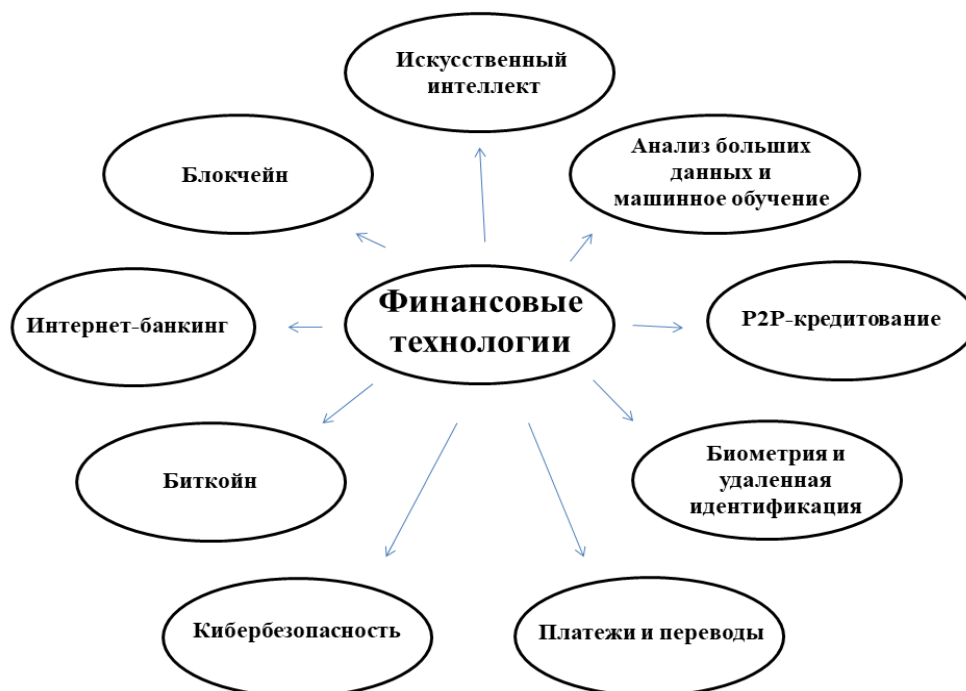 Искусственный
интеллект
Блокчейн
Анализ больших
данных и
машинное обучение
Финансовые
технологии
Интернет-банкинг
P2P-кредитование
Биткойн
Биометрия и
удаленная
идентификация
Кибербезопасность
Платежи и переводы